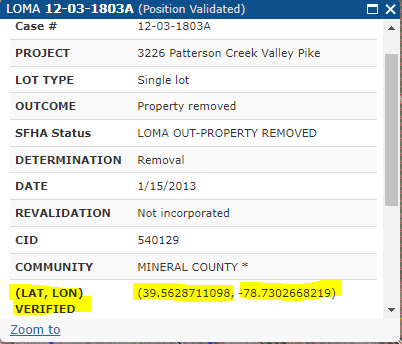 LOMA 12-03-1803A (Position Validated)
Case # 12-03-1803A
PROJECT 3226 Patterson Creek Valley Pike
LOT TYPE Single lot
OUTCOME Property removed
SFHA Status LOMA OUT-PROPERTY REMOVED
DETERMINATION Removal
DATE 1/15/2013
REVALIDATION Not incorporated
CID 540129
COMMUNITY MINERAL COUNTY *
(LAT, LON) (39.5628711098, -78.7302668219)
VERIFIED
Zoom to